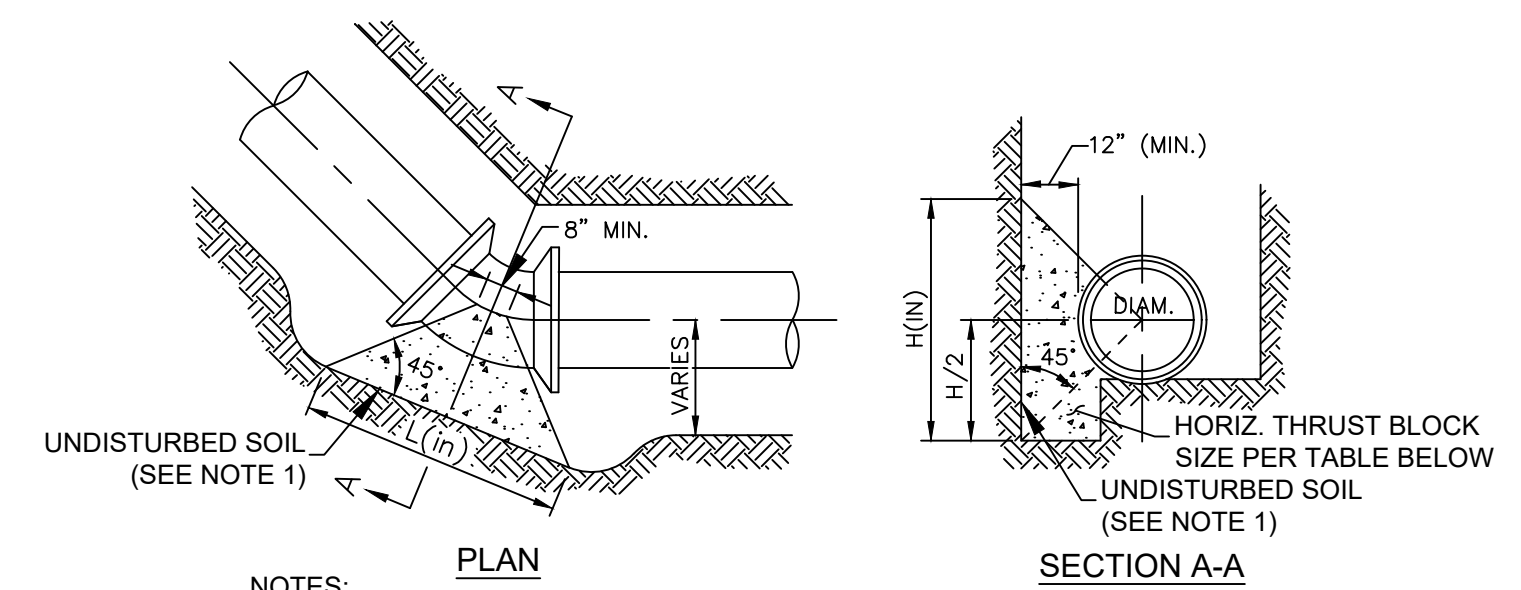 A
8" MIN.
45°
VARIES
L(in)
UNDISTURBED SOIL
(SEE NOTE 1)
A
PLAN
NOTES:
12" (MIN.)
H(IN)
DIAM.
H/2
45°
HORIZ. THRUST BLOCK
SIZE PER TABLE BELOW
UNDISTURBED SOIL
(SEE NOTE 1)
SECTION A-A